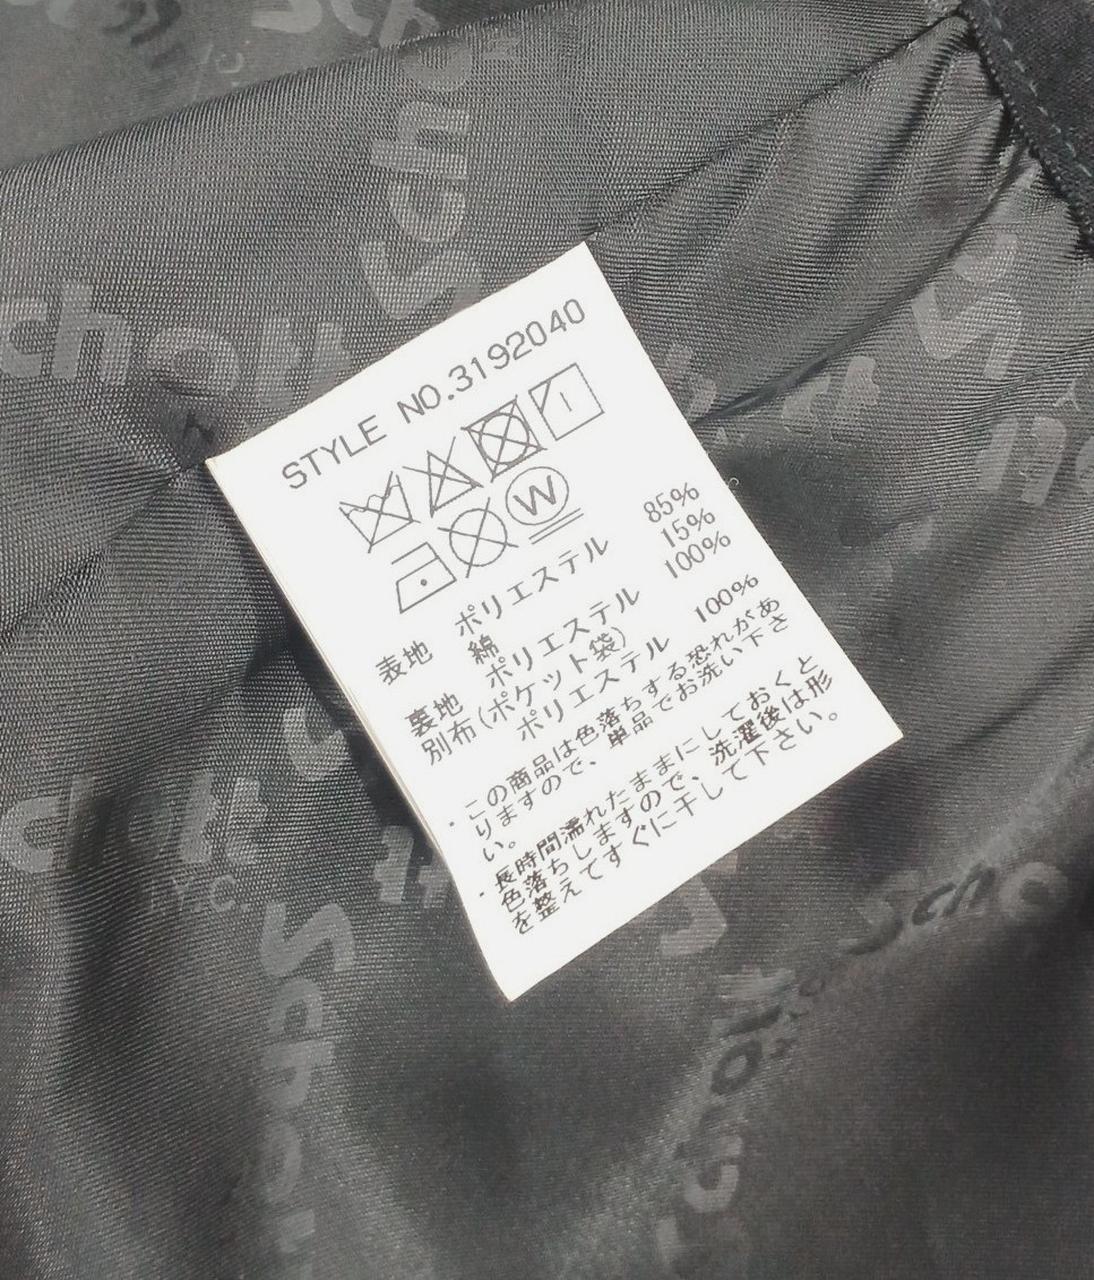 STYLE NO.3192040
W
表地 ポリエステル 85%
綿 15%
裏地 ポリエステル 100%
別布(ポケット袋)
ポリエステル 100%
・この商品は色落ちする恐れがあ
りますので、単品でお洗い下さ
い。
・長時間濡れたままにしておくと
色落ちしますので、洗濯後は形
を整えてすぐに干して下さい。
Schott
Schott
Schott
N.Y.C
Schott